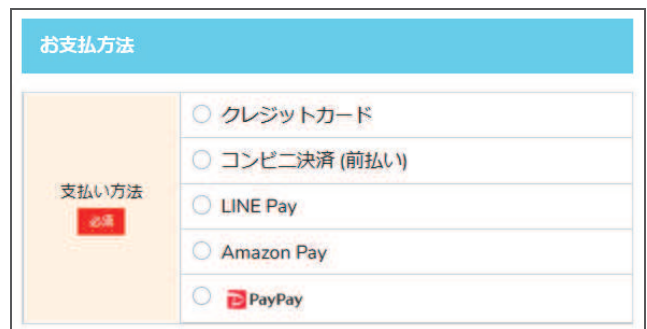 お支払方法
クレジットカード
コンビニ決済 (前払い)
支払い方法
必須
LINE Pay
Amazon Pay
PayPay